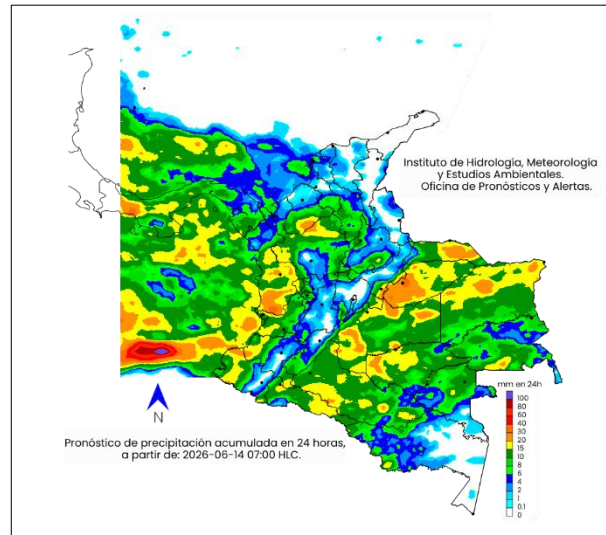 Instituto de Hidrología, Meteorología
y Estudios Ambientales.
Oficina de Pronósticos y Alertas.
mm en 24h
100
80
60
40
30
20
15
10
8
6
4
2
1
0.1
0
N
Pronóstico de precipitación acumulada en 24 horas,
a partir de: 2026-06-14 07:00 HLC.